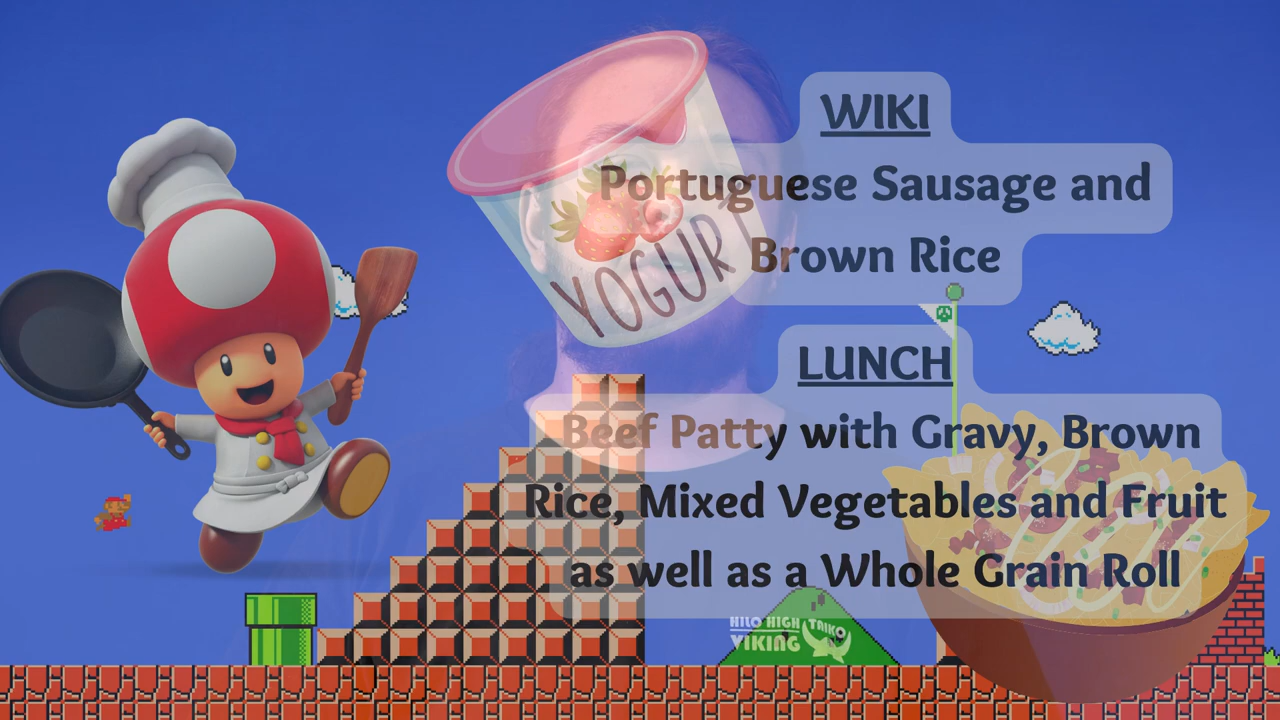 WIKI
Portuguese Sausage and
Brown Rice
YOGURT
LUNCH
Beef Patty with Gravy, Brown
Rice, Mixed Vegetables and Fruit
as well as a Whole Grain Roll
HILO HIGH TAIKO
VIKING